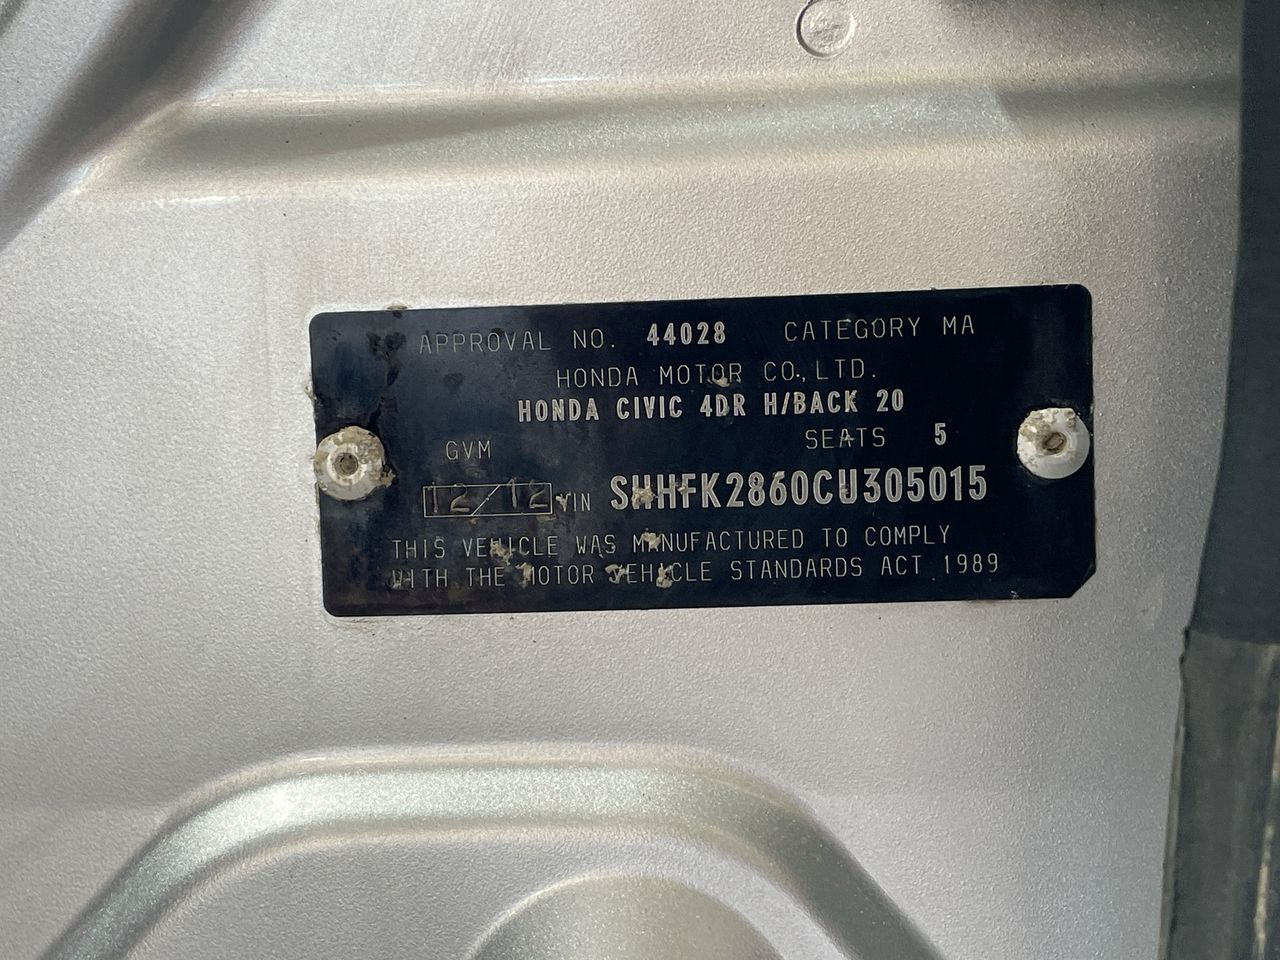 APPROVAL NO. 44028 CATEGORY MA
HONDA MOTOR CO.,LTD.
HONDA CIVIC 4DR H/BACK 20
SEATS 5
GVM
12/12 VIN SHHFK2860CU305015
THIS VEHICLE WAS MANUFACTURED TO COMPLY
WITH THE MOTOR VEHICLE STANDARDS ACT 1989